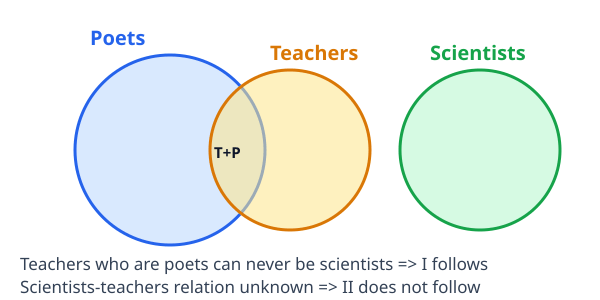 Poets
Teachers
Scientists
T+P
Teachers who are poets can never be scientists => I follows
Scientists-teachers relation unknown => II does not follow